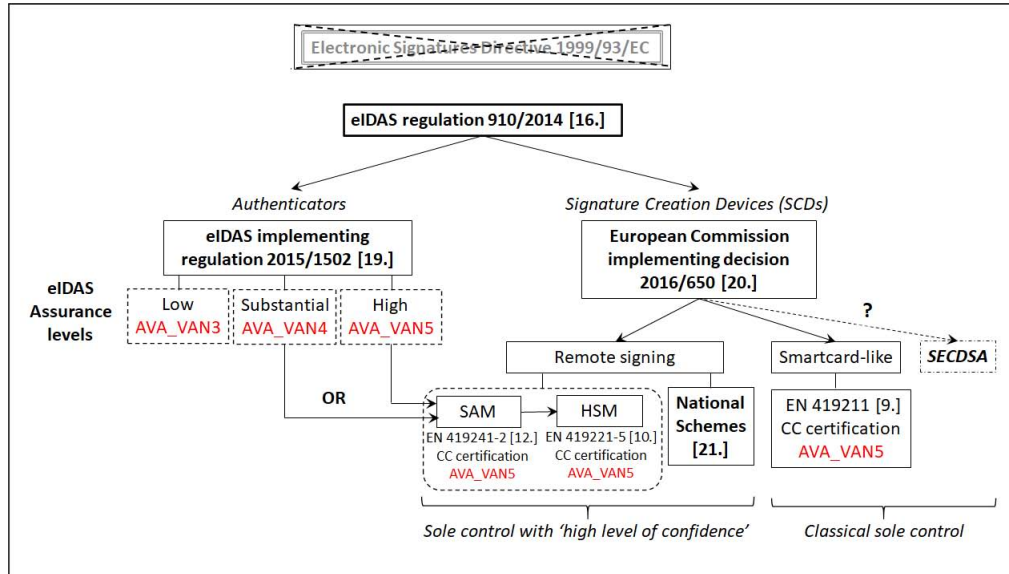 Electronic Signatures Directive 1999/93/EC
eIDAS regulation 910/2014 [16.]
Authenticators
Signature Creation Devices (SCDs)
eIDAS implementing
regulation 2015/1502 [19.]
European Commission
implementing decision
2016/650 [20.]
eIDAS
Assurance
levels
Low
AVA_VAN3
Substantial
AVA_VAN4
High
AVA_VAN5
?
Remote signing
Smartcard-like
SECDSA
OR
SAM
EN 419241-2 [12.]
CC certification
AVA_VAN5
HSM
EN 419221-5 [10.]
CC certification
AVA_VAN5
National
Schemes
[21.]
EN 419211 [9.]
CC certification
AVA_VAN5
Sole control with ‘high level of confidence’
Classical sole control